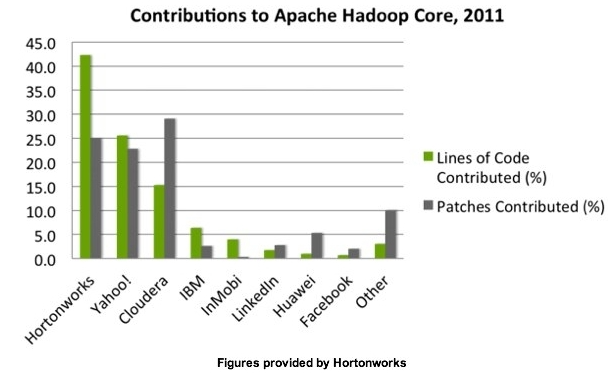 Contributions to Apache Hadoop Core, 2011
45.0
40.0
35.0
30.0
25.0
20.0
15.0
10.0
5.0
0.0
Hortonworks
Yahoo!
Cloudera
IBM
InMobi
LinkedIn
Huawei
Facebook
Other
Lines of Code
Contributed (%)
Patches Contributed (%)
Figures provided by Hortonworks